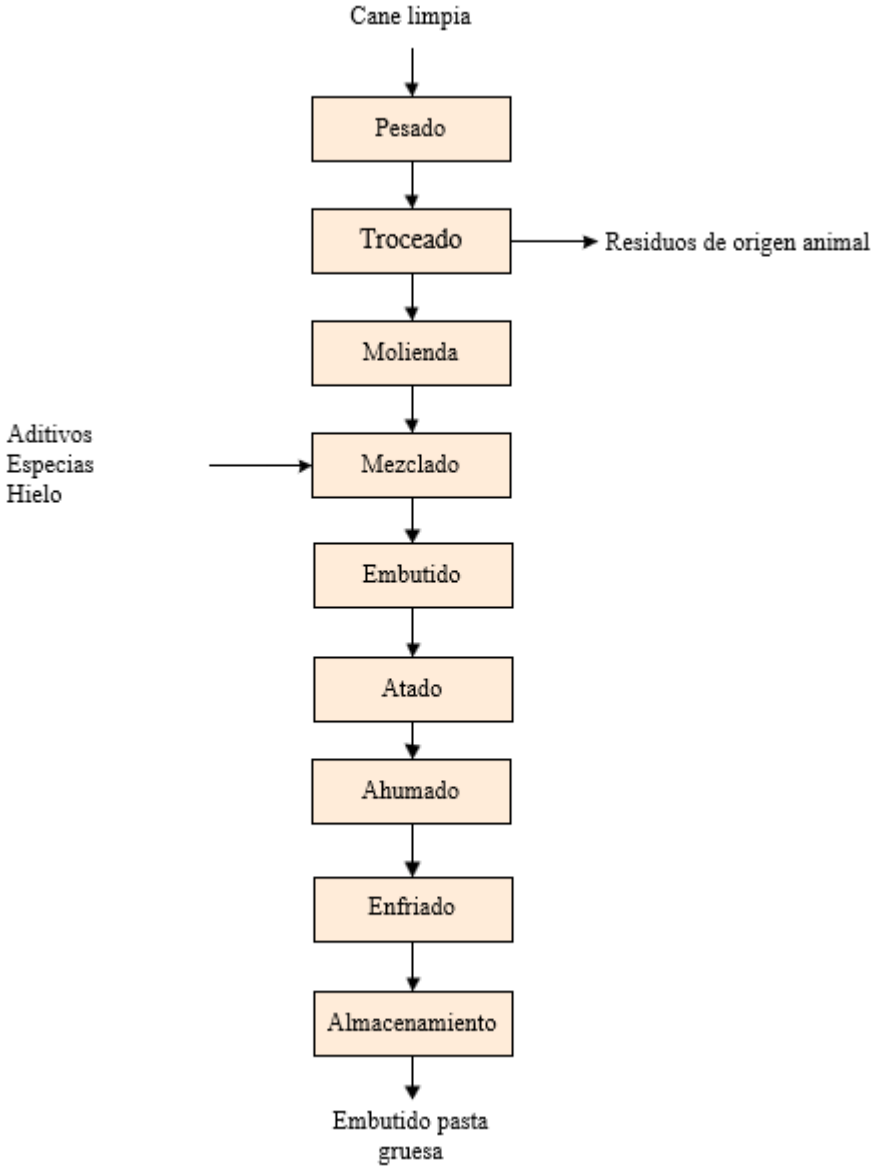 Cane limpia
Pesado
Troceado
Residuos de origen animal
Molienda
Aditivos
Especias
Hielo
Mezclado
Embutido
Atado
Ahumado
Enfriado
Almacenamiento
Embutido pasta
gruesa